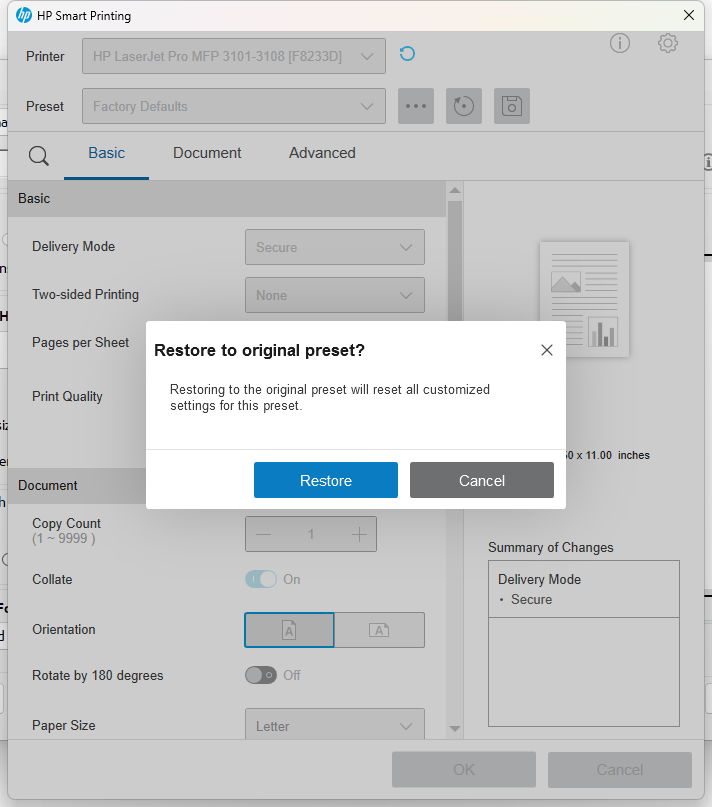 HP Smart Printing
Printer
HP LaserJet Pro MFP 3101-3108 [F8233D]
Preset
Factory Defaults
Basic
Document
Advanced
Basic
Delivery Mode
Secure
Two-sided Printing
None
Pages per Sheet
Print Quality
Restore to original preset?
Restoring to the original preset will reset all customized
settings for this preset.
Restore
Cancel
0 x 11.00 inches
Document
Copy Count
(1 ~ 9999 )
1
Collate
On
Orientation
Rotate by 180 degrees
Off
Paper Size
Letter
Summary of Changes
Delivery Mode
• Secure
OK
Cancel